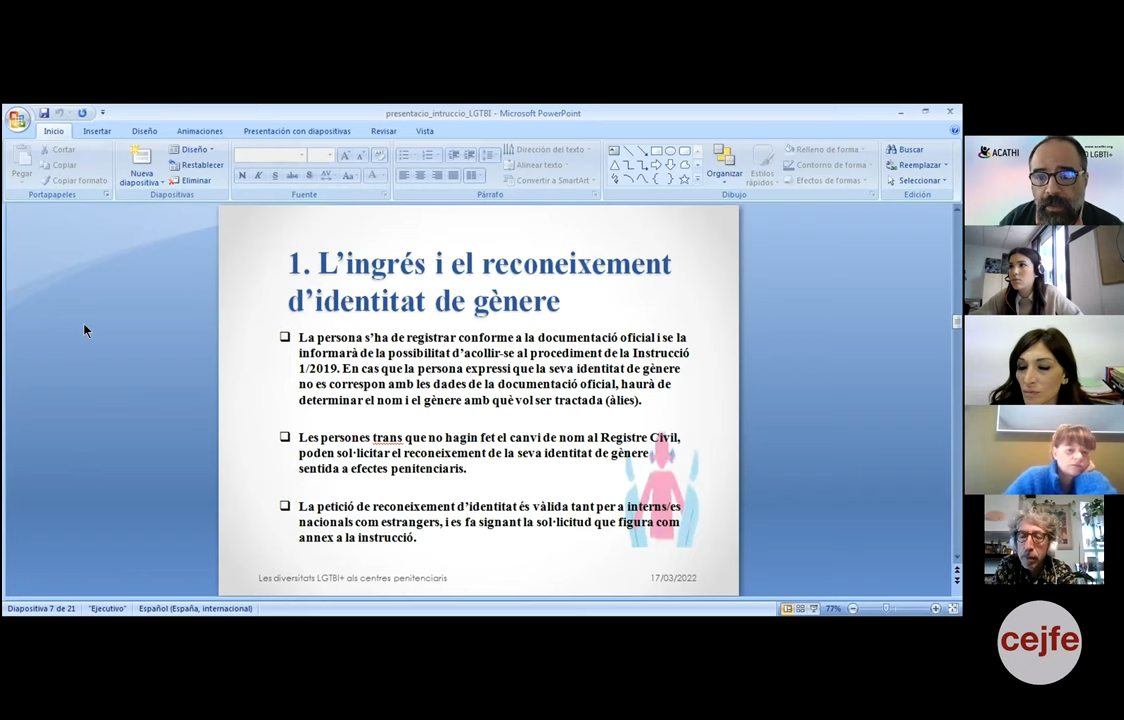 presentacio_intruccio_LGTBI - Microsoft PowerPoint
Inicio
Insertar
Diseño
Animaciones
Presentación con diapositivas
Revisar
Vista
Pegar
Cortar
Copiar
Copiar formato
Portapapeles
Nueva
diapositiva
Diseño
Restablecer
Eliminar
Diapositivas
Fuente
Dirección del texto
Alinear texto
Convertir a SmartArt
Párrafo
Organizar
Estilos
rápidos
Relleno de forma
Contorno de forma
Efectos de formas
Dibujo
Buscar
Reemplazar
Seleccionar
Edición
1. L’ingrés i el reconeixement
d’identitat de gènere
La persona s’ha de registrar conforme a la documentació oficial i se la
informarà de la possibilitat d’acollir-se al procediment de la Instrucció
1/2019. En cas que la persona expressi que la seva identitat de gènere
no es correspon amb les dades de la documentació oficial, haurà de
determinar el nom i el gènere amb què vol ser tractada (àlies).
Les persones trans que no hagin fet el canvi de nom al Registre Civil,
poden sol·licitar el reconeixement de la seva identitat de gènere
sentida a efectes penitenciaris.
La petició de reconeixement d’identitat és vàlida tant per a interns/es
nacionals com estrangers, i es fa signant la sol·licitud que figura com
annex a la instrucció.
Les diversitats LGTBI+ als centres penitenciaris
17/03/2022
Diapositiva 7 de 21
"Ejecutivo"
Español (España, internacional)
77%
ACATHI
LGBTI+
cejfe